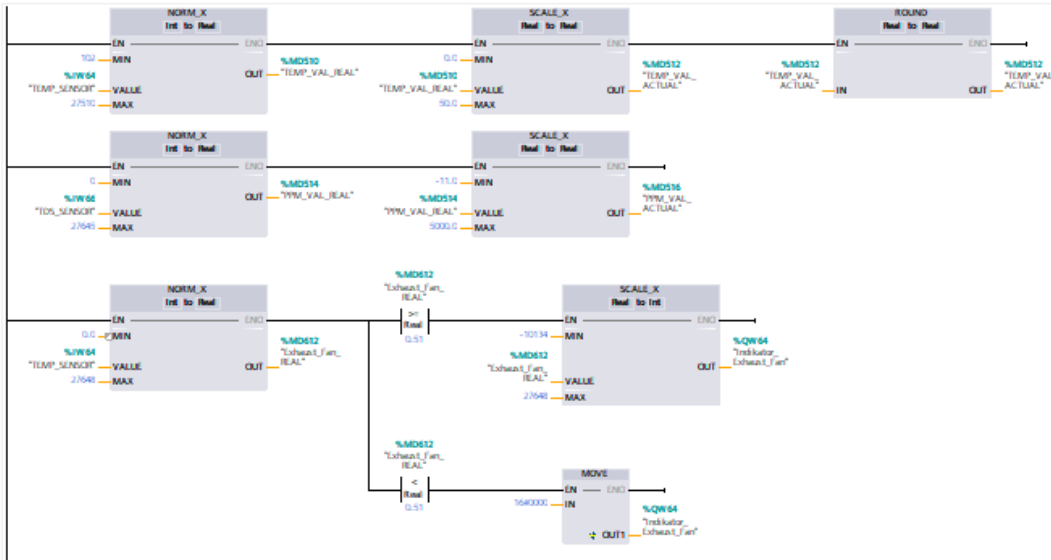 NORM_X
Int to Real
EN
ENO
102
MIN
%IW64
"TEMP_SENSOR"
VALUE
27510
MAX
OUT
%MD510
"TEMP_VAL_REAL"
SCALE_X
Real to Real
EN
ENO
0.0
MIN
%MD510
"TEMP_VAL_REAL"
VALUE
50.0
MAX
OUT
%MD512
"TEMP_VAL_
ACTUAL"
ROUND
Real to Real
EN
ENO
%MD512
"TEMP_VAL_
ACTUAL"
IN
OUT
%MD512
"TEMP_VAL
ACTUAL"
NORM_X
Int to Real
EN
ENO
0
MIN
%IW66
"TDS_SENSOR"
VALUE
27645
MAX
OUT
%MD514
"PPM_VAL_REAL"
SCALE_X
Real to Real
EN
ENO
-11.0
MIN
%MD514
"PPM_VAL_REAL"
VALUE
5000.0
MAX
OUT
%MD516
"PPM_VAL_
ACTUAL"
NORM_X
Int to Real
EN
ENO
0.0
MIN
%IW64
"TEMP_SENSOR"
VALUE
27648
MAX
OUT
%MD612
"Exhaust_Fan_
REAL"
%MD612
"Exhaust_Fan_
REAL"
>=
Real
0.51
SCALE_X
Real to Int
EN
ENO
-10134
MIN
%MD612
"Exhaust_Fan_
REAL"
VALUE
27648
MAX
OUT
%QW64
"Indikator_
Exhaust_Fan"
%MD612
"Exhaust_Fan_
REAL"
<
Real
0.51
MOVE
EN
ENO
1640000
IN
OUT1
%QW64
"Indikator_
Exhaust_Fan"